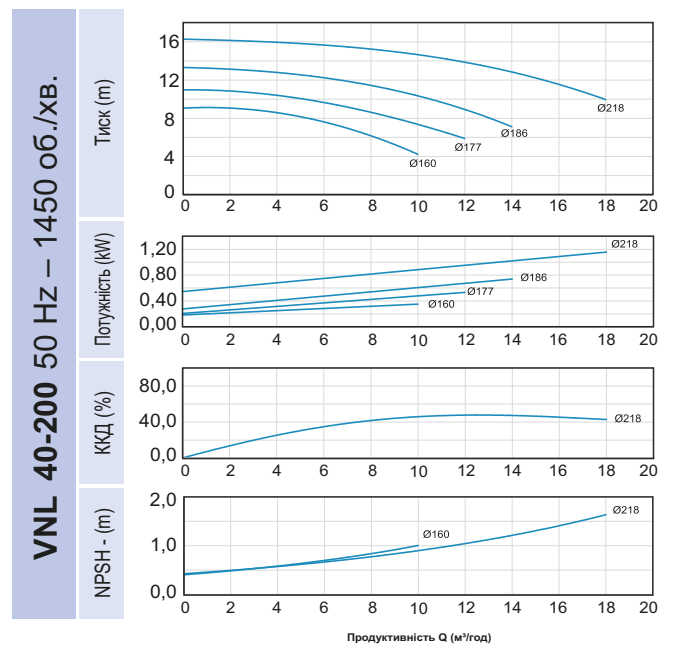 VNL 40-200 50 Hz – 1450 об./хв.
Тиск (m)
16
12
8
4
0
Ø218
Ø186
Ø177
Ø160
0 2 4 6 8 10 12 14 16 18 20
Потужність (kW)
1,20
0,80
0,40
0,00
Ø218
Ø186
Ø177
Ø160
0 2 4 6 8 10 12 14 16 18 20
ККД (%)
80,0
40,0
0,0
Ø218
0 2 4 6 8 10 12 14 16 18 20
NPSH - (m)
2,0
1,0
0,0
Ø218
Ø160
0 2 4 6 8 10 12 14 16 18 20
Продуктивність Q (м³/год)